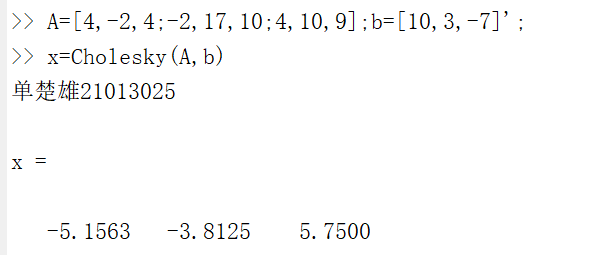 >> A=[4,-2,4;-2,17,10;4,10,9];b=[10,3,-7]';
>> x=Cholesky(A,b)
单楚雄21013025
x =
-5.1563 -3.8125 5.7500